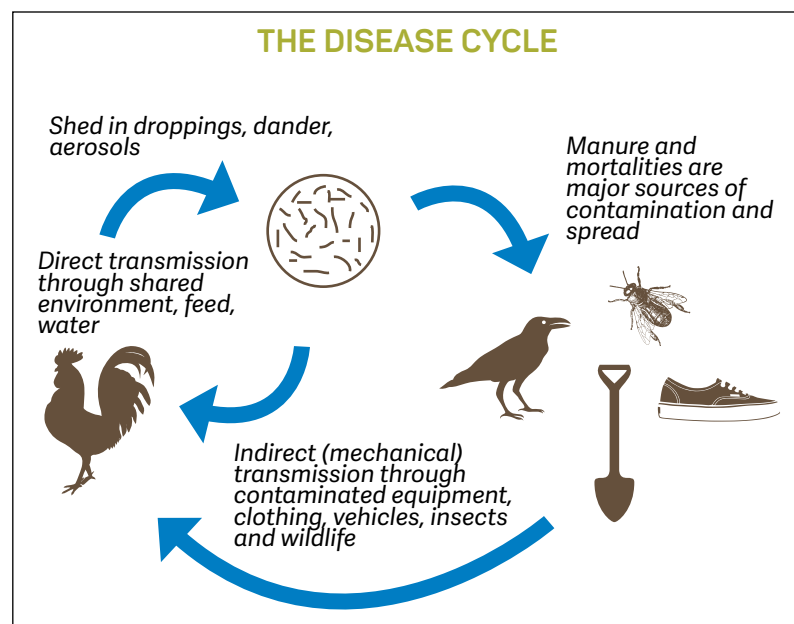 THE DISEASE CYCLE
Shed in droppings, dander,
aerosols
Manure and
mortalities are
major sources of
contamination and
spread
Direct transmission
through shared
environment, feed,
water
Indirect (mechanical)
transmission through
contaminated equipment,
clothing, vehicles, insects
and wildlife